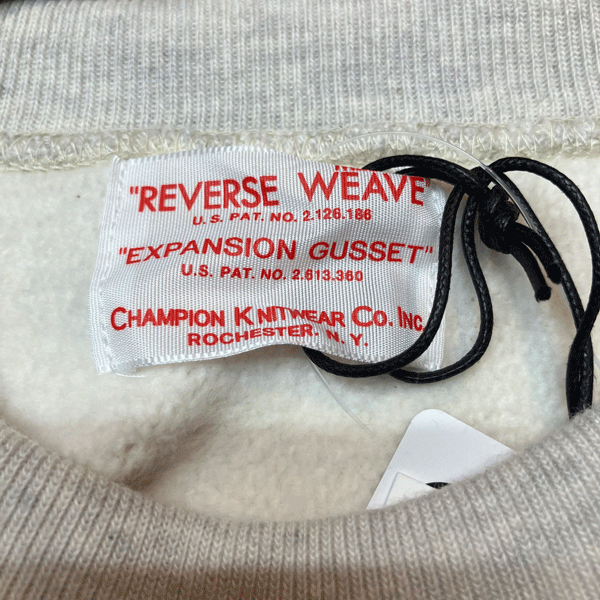 "REVERSE WEAVE"
U.S. PAT. NO. 2.126.186
"EXPANSION GUSSET"
U.S. PAT. NO. 2.613.360
CHAMPION KNITWEAR CO. INC.
ROCHESTER. N. Y.